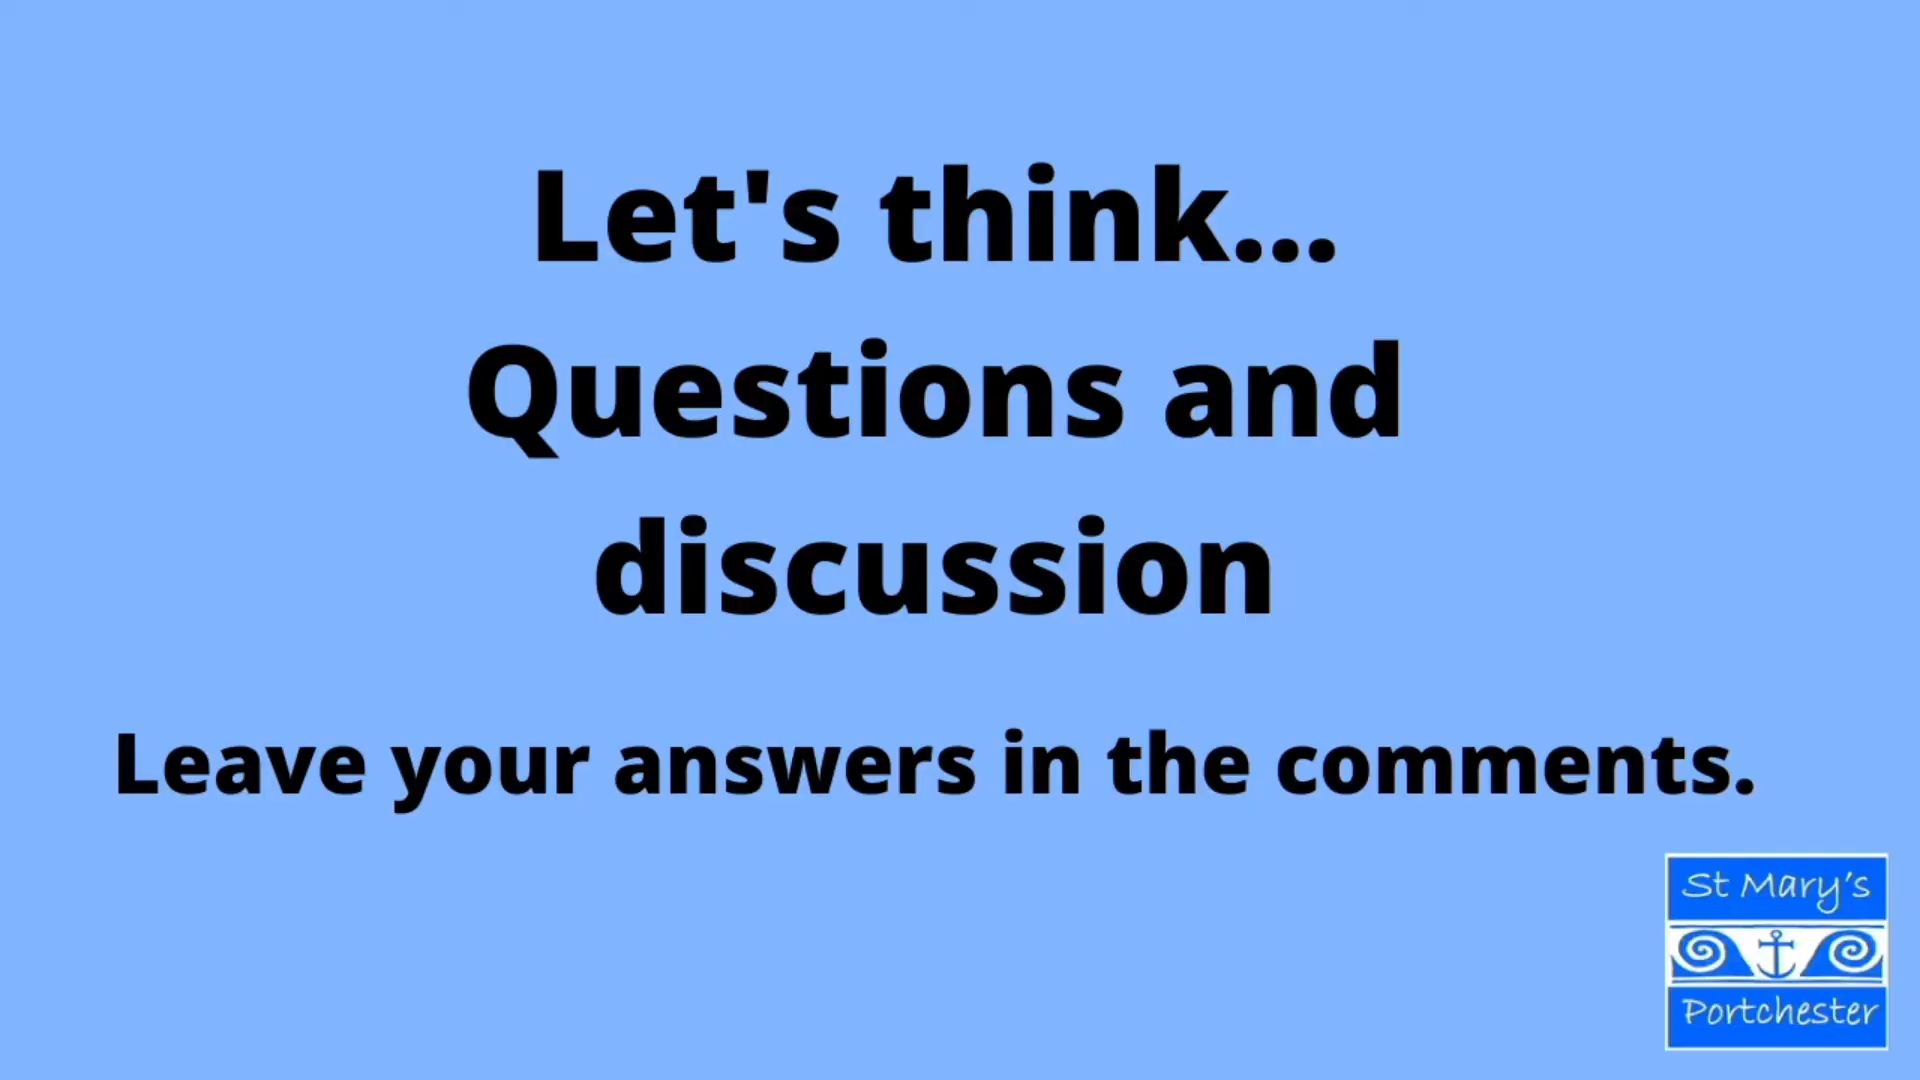 Let's think...
Questions and
discussion
Leave your answers in the comments.
St Mary's
Portchester